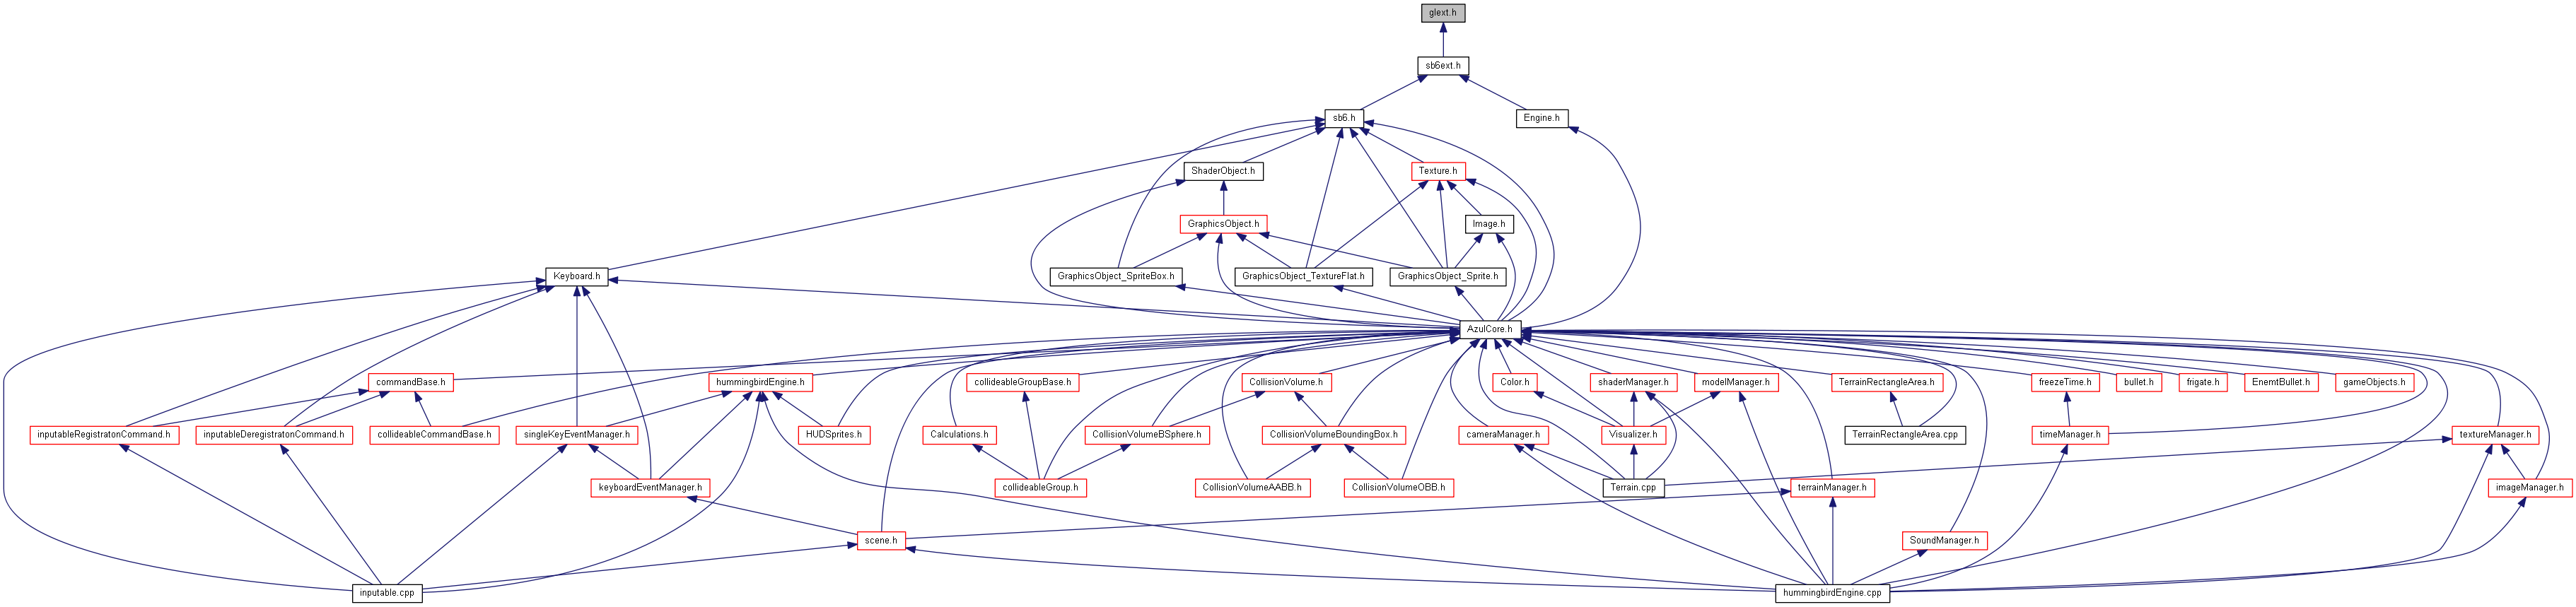 glext.h
sb6ext.h
sb6.h
Engine.h
ShaderObject.h
Texture.h
GraphicsObject.h
Image.h
Keyboard.h
GraphicsObject_SpriteBox.h
GraphicsObject_TextureFlat.h
GraphicsObject_Sprite.h
AzulCore.h
commandBase.h
hummingbirdEngine.h
collideableGroupBase.h
CollisionVolume.h
Color.h
shaderManager.h
modelManager.h
TerrainRectangleArea.h
freezeTime.h
bullet.h
frigate.h
EnemtBullet.h
gameObjects.h
inputableRegistratonCommand.h
inputableDeregistratonCommand.h
collideableCommandBase.h
singleKeyEventManager.h
HUDSprites.h
Calculations.h
CollisionVolumeBSphere.h
CollisionVolumeBoundingBox.h
cameraManager.h
Visualizer.h
TerrainRectangleArea.cpp
timeManager.h
textureManager.h
keyboardEventManager.h
collideableGroup.h
CollisionVolumeAABB.h
CollisionVolumeOBB.h
Terrain.cpp
terrainManager.h
imageManager.h
scene.h
SoundManager.h
inputable.cpp
hummingbirdEngine.cpp